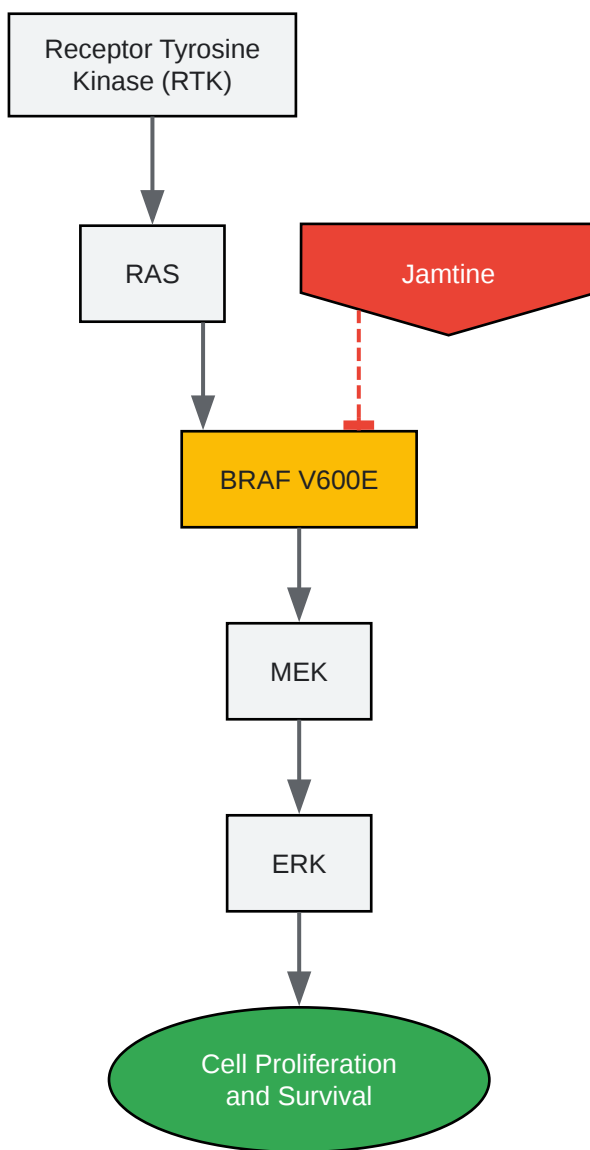 Receptor Tyrosine
Kinase (RTK)
RAS
Jamtine
BRAF V600E
MEK
ERK
Cell Proliferation
and Survival